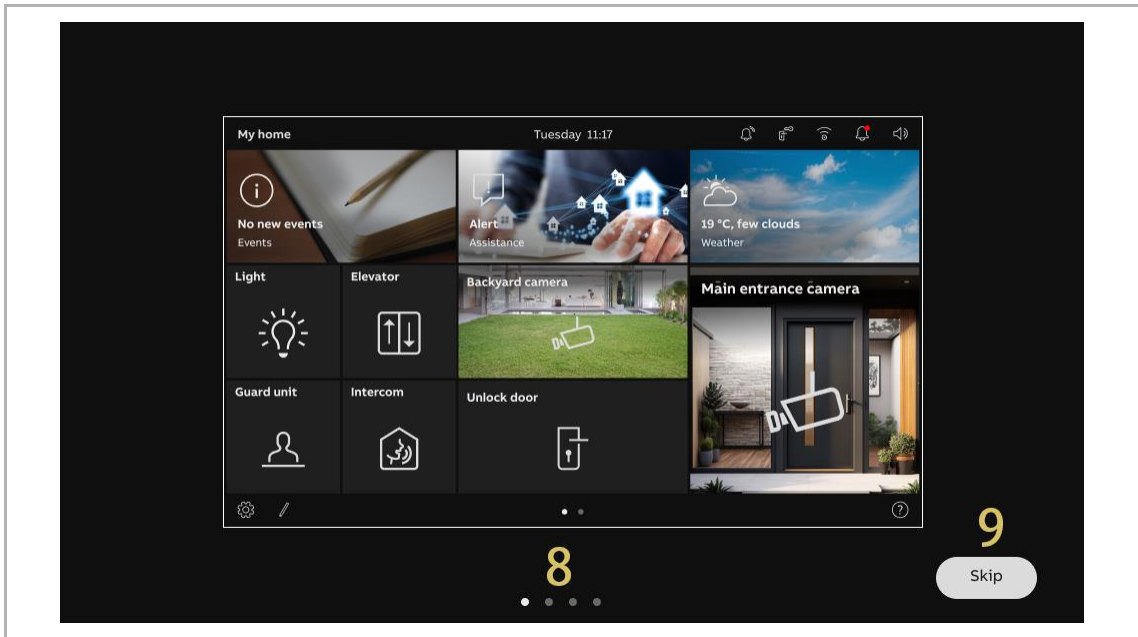 My home
Tuesday 11:17
No new events
Events
Alert
Assistance
19 °C, few clouds
Weather
Light
Elevator
Backyard camera
Main entrance camera
Guard unit
Intercom
Unlock door
8
9
Skip